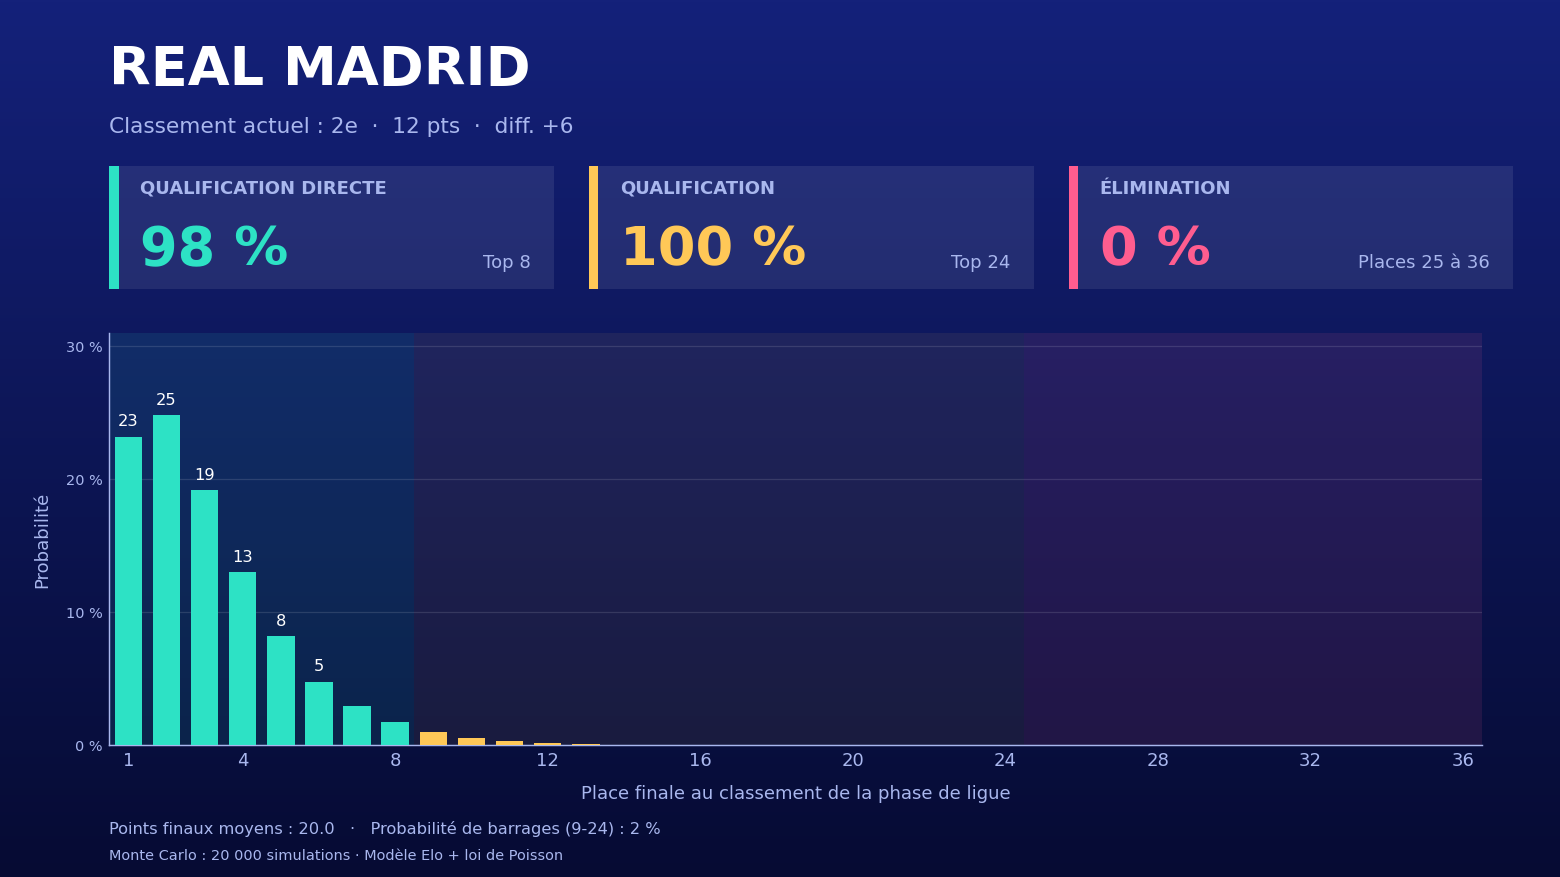 REAL MADRID
Classement actuel : 2e · 12 pts · diff. +6
QUALIFICATION DIRECTE
98 %
Top 8
QUALIFICATION
100 %
Top 24
ÉLIMINATION
0 %
Places 25 à 36
30 %
20 %
10 %
0 %
Probabilité
23
25
19
13
8
5
1 4 8 12 16 20 24 28 32 36
Place finale au classement de la phase de ligue
Points finaux moyens : 20.0 · Probabilité de barrages (9-24) : 2 %
Monte Carlo : 20 000 simulations · Modèle Elo + loi de Poisson